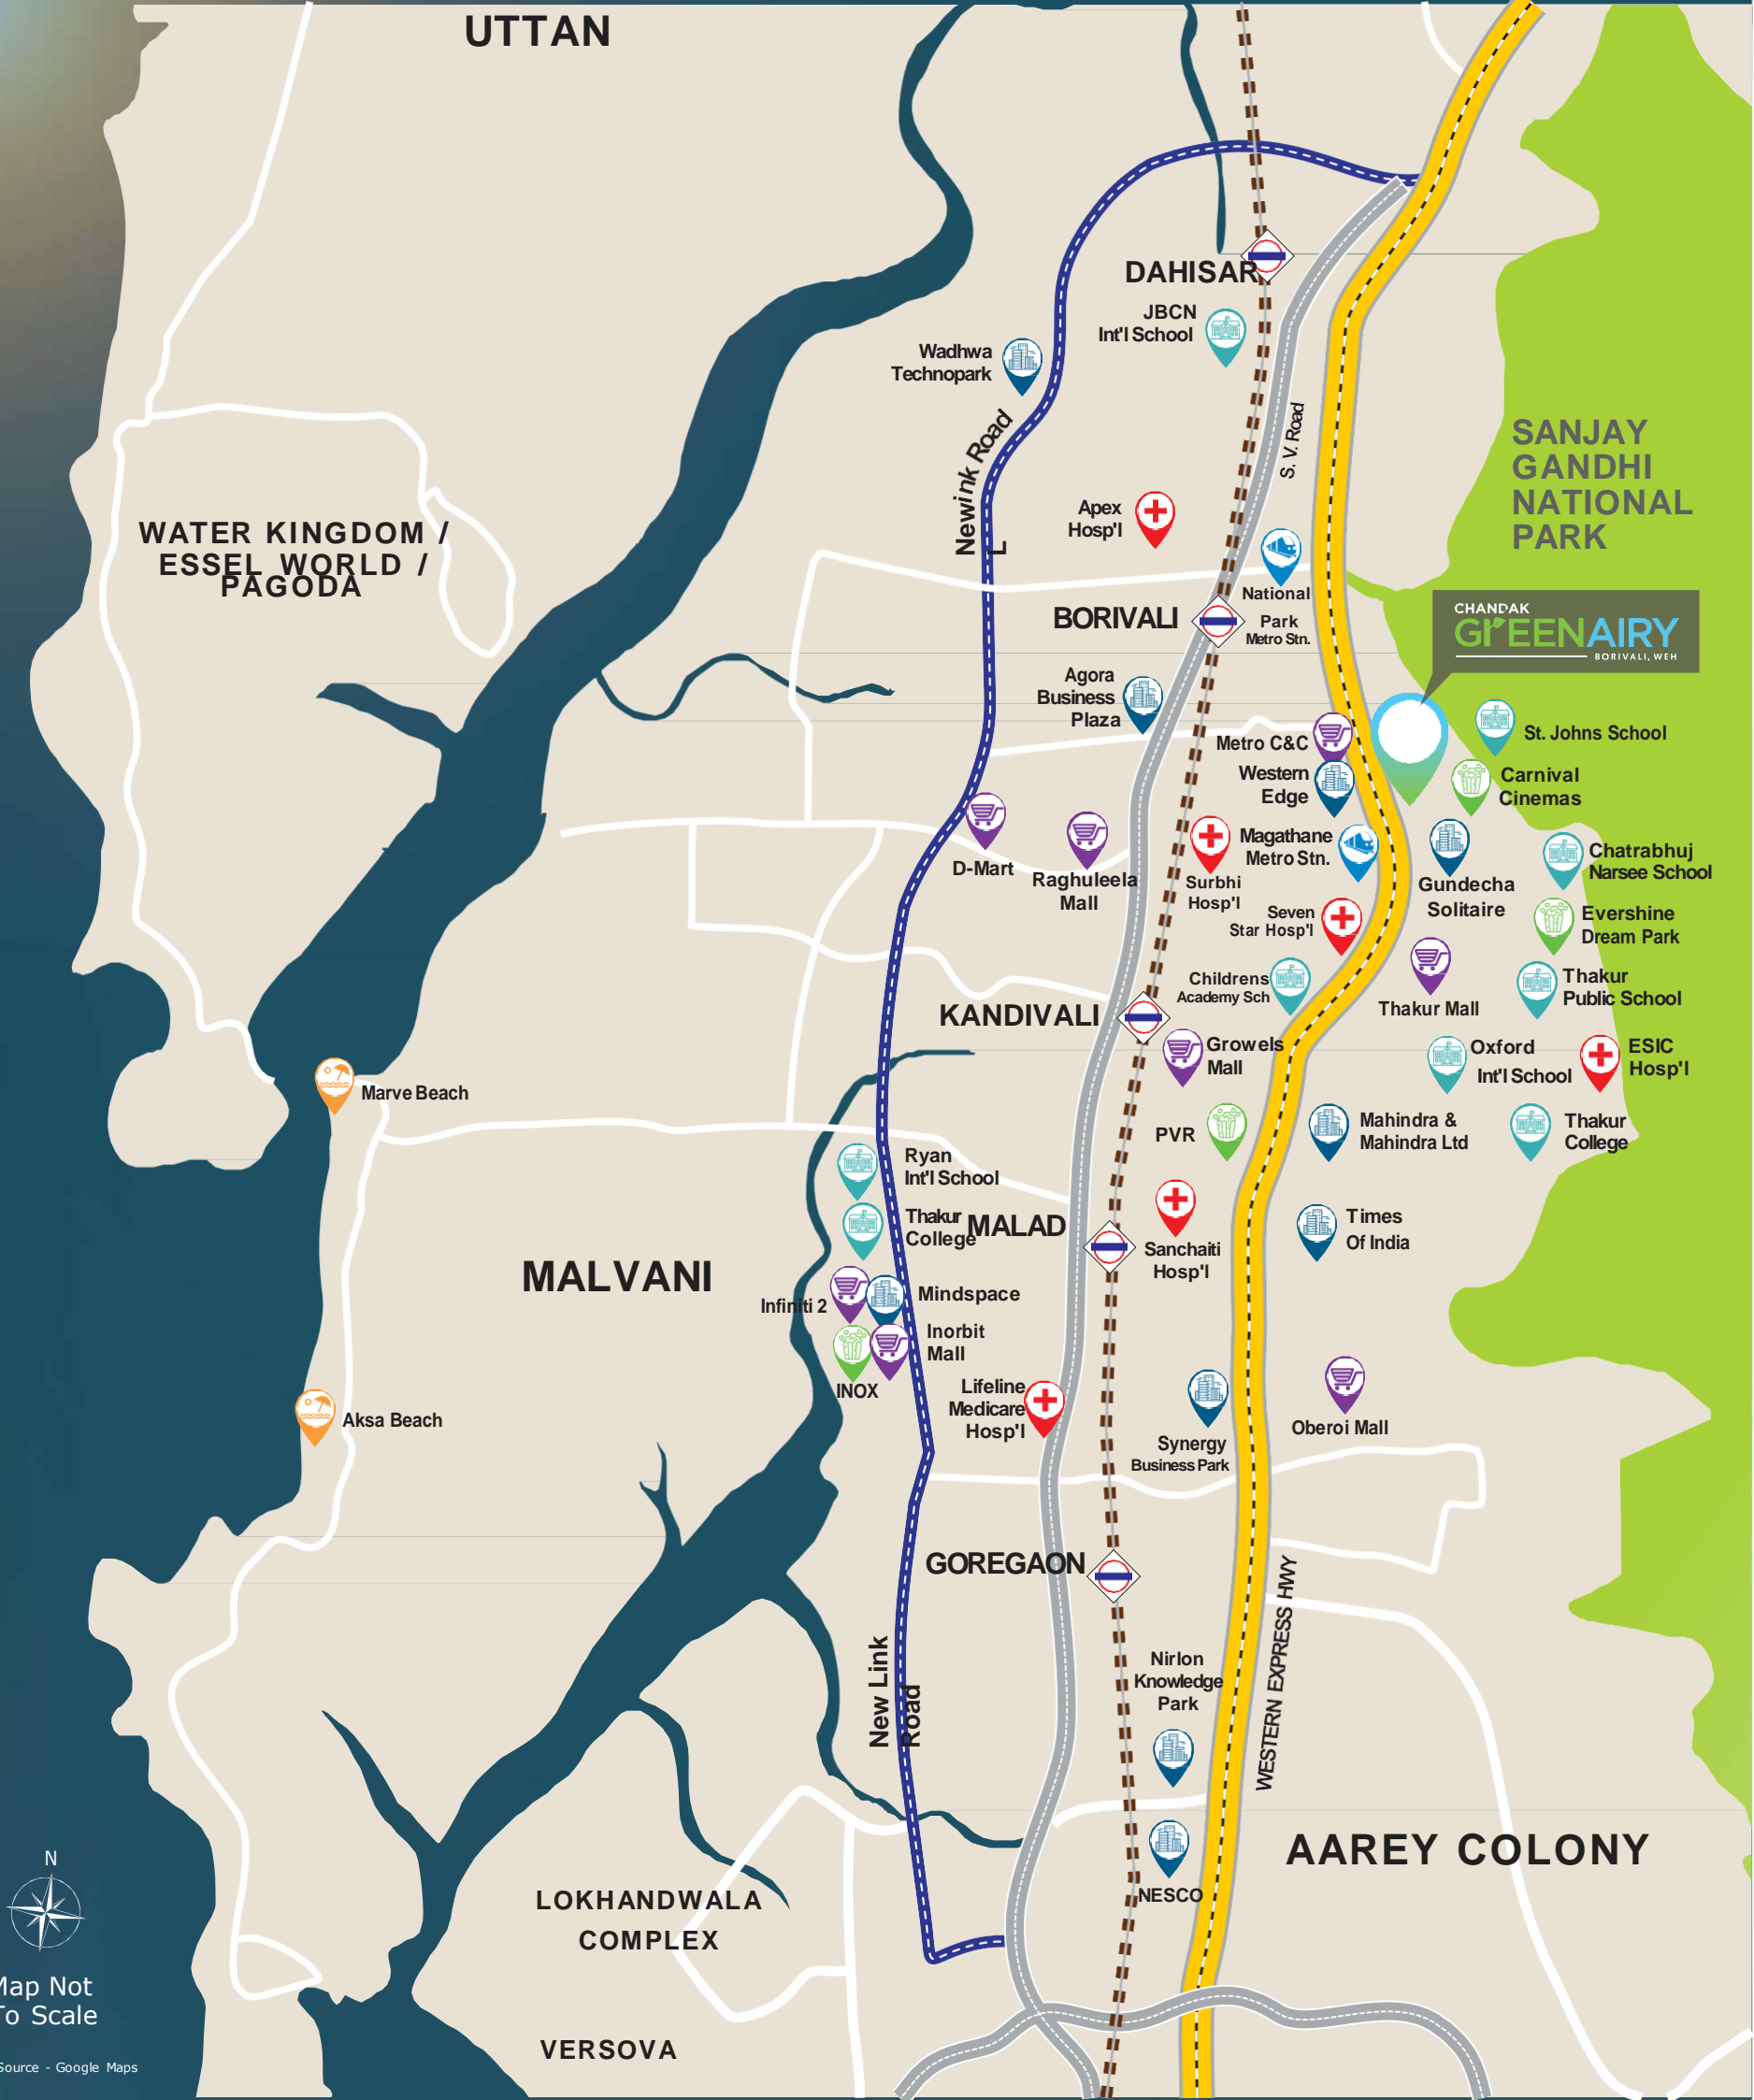 UTTAN
DAHISAR
JBCN
Int'l School
Wadhwa
Technopark
Newink Road
L
S. V. Road
SANJAY
GANDHI
NATIONAL
PARK
WATER KINGDOM /
ESSEL WORLD /
PAGODA
Apex
Hosp'l
National
Park
Metro Stn.
BORIVALI
CHANDAK
GREENAIRY
BORIVALI, WEH
Agora
Business
Plaza
St. Johns School
Metro C&C
Western
Edge
Carnival
Cinemas
D-Mart
Raghuleela
Mall
Surbhi
Hosp'l
Magathane
Metro Stn.
Gundecha
Solitaire
Chatrabhuj
Narsee School
Seven
Star Hosp'l
Evershine
Dream Park
Childrens
Academy Sch
Thakur Mall
Thakur
Public School
KANDIVALI
Growels
Mall
Oxford
Int'l School
ESIC
Hosp'l
Marve Beach
PVR
Mahindra &
Mahindra Ltd
Thakur
College
Ryan
Int'l School
Thakur
College
MALAD
Sanchaiti
Hosp'l
Times
Of India
MALVANI
Infiniti 2
Mindspace
Inorbit
Mall
INOX
Lifeline
Medicare
Hosp'l
Aksa Beach
Synergy
Business Park
Oberoi Mall
GOREGAON
WESTERN EXPRESS HWY
New Link
Road
Nirlon
Knowledge
Park
AAREY COLONY
NESCO
LOKHANDWALA
COMPLEX
VERSOVA
N
Map Not
To Scale
Source - Google Maps